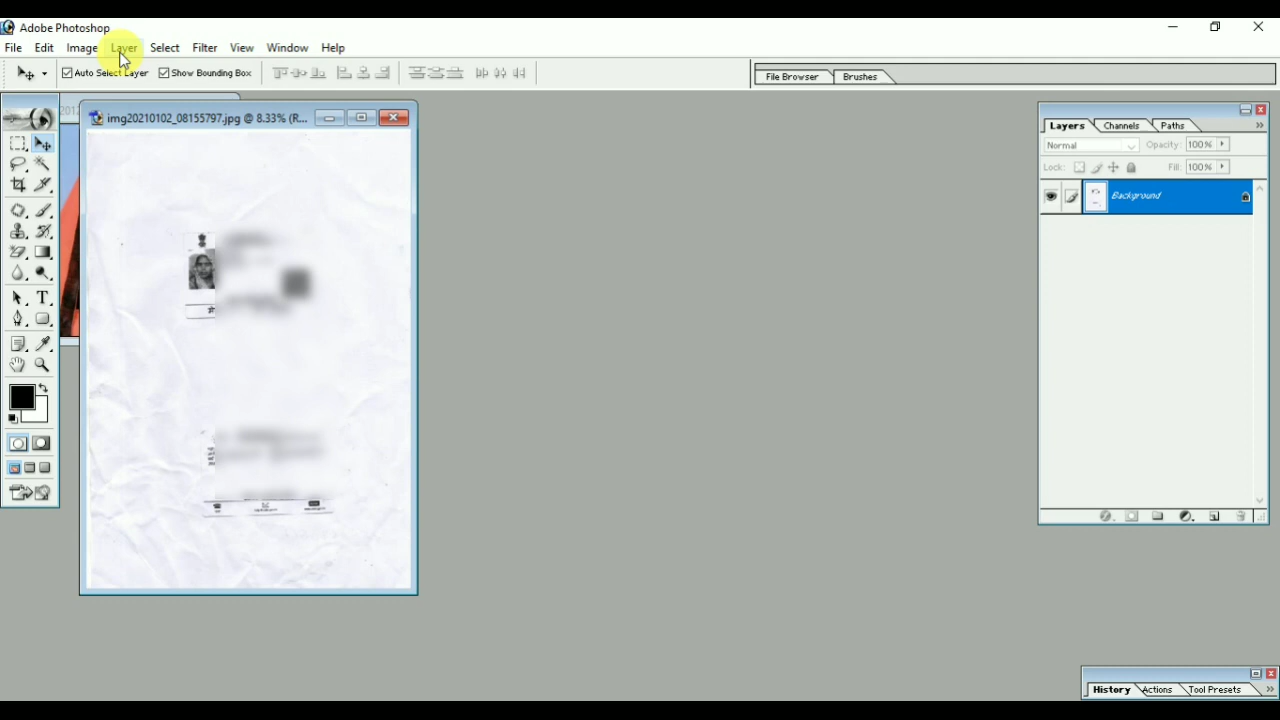 Adobe Photoshop
File Edit Image Layer Select Filter View Window Help
Auto Select Layer Show Bounding Box
File Browser Brushes
img20210102_08155797.jpg @ 8.33% (R...
Layers Channels Paths
Normal Opacity: 100%
Lock: Fill: 100%
Background
History Actions Tool Presets